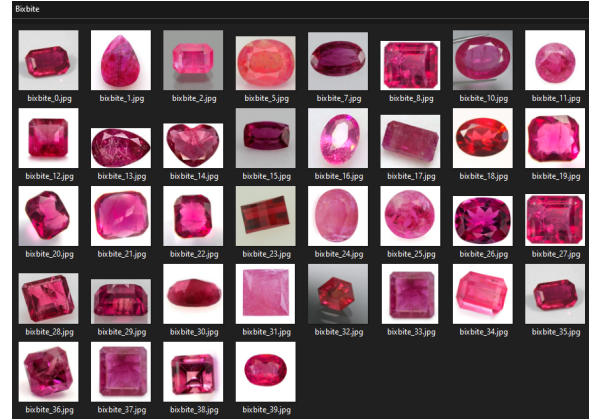 Bixbite
bixbite_0.jpg bixbite_1.jpg bixbite_2.jpg bixbite_5.jpg bixbite_7.jpg bixbite_8.jpg bixbite_10.jpg bixbite_11.jpg
bixbite_12.jpg bixbite_13.jpg bixbite_14.jpg bixbite_15.jpg bixbite_16.jpg bixbite_17.jpg bixbite_18.jpg bixbite_19.jpg
bixbite_20.jpg bixbite_21.jpg bixbite_22.jpg bixbite_23.jpg bixbite_24.jpg bixbite_25.jpg bixbite_26.jpg bixbite_27.jpg
bixbite_28.jpg bixbite_29.jpg bixbite_30.jpg bixbite_31.jpg bixbite_32.jpg bixbite_33.jpg bixbite_34.jpg bixbite_35.jpg
bixbite_36.jpg bixbite_37.jpg bixbite_38.jpg bixbite_39.jpg